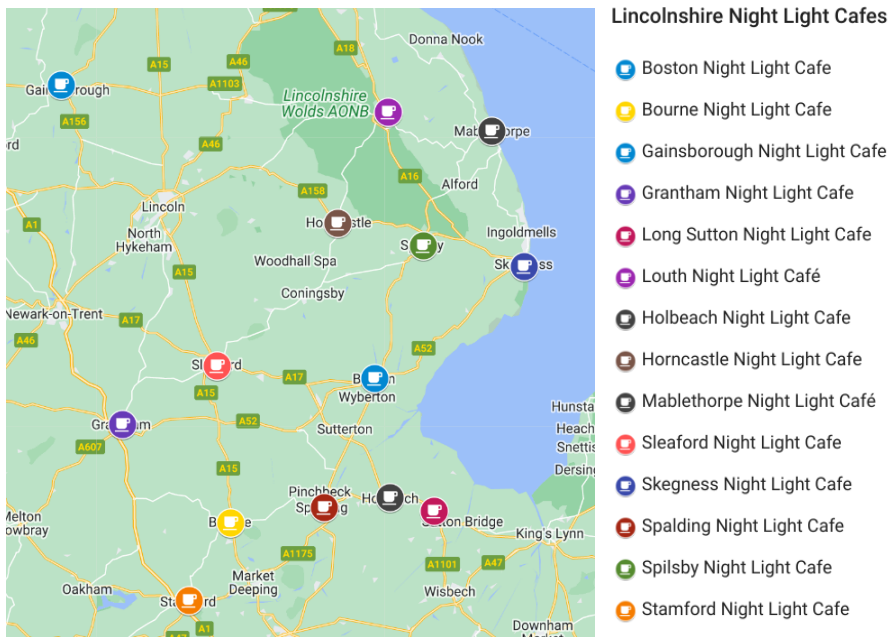 Lincolnshire Night Light Cafes
Boston Night Light Cafe
Bourne Night Light Cafe
Gainsborough Night Light Cafe
Grantham Night Light Cafe
Long Sutton Night Light Cafe
Louth Night Light Café
Holbeach Night Light Cafe
Horncastle Night Light Cafe
Mablethorpe Night Light Café
Sleaford Night Light Cafe
Skegness Night Light Cafe
Spalding Night Light Cafe
Spilsby Night Light Cafe
Stamford Night Light Cafe
Donna Nook
A18
A46
A15
A1103
Lincolnshire
Wolds AONB
A156
A46
A16
Alford
A158
Lincoln
A1
North
Hykeham
Ingoldmells
Woodhall Spa
A15
Coningsby
Newark-on-Trent
A17
A46
A52
A17
A15
Wyberton
A52
Sutterton
A607
A15
Hunsta
Heach
Snettis
Dersing
Pinchbeck
Sutton Bridge
King's Lynn
Melton
Mowbray
A1175
A1101
A47
Market
Deeping
Oakham
Wisbech
A1
A47
Downham
Market